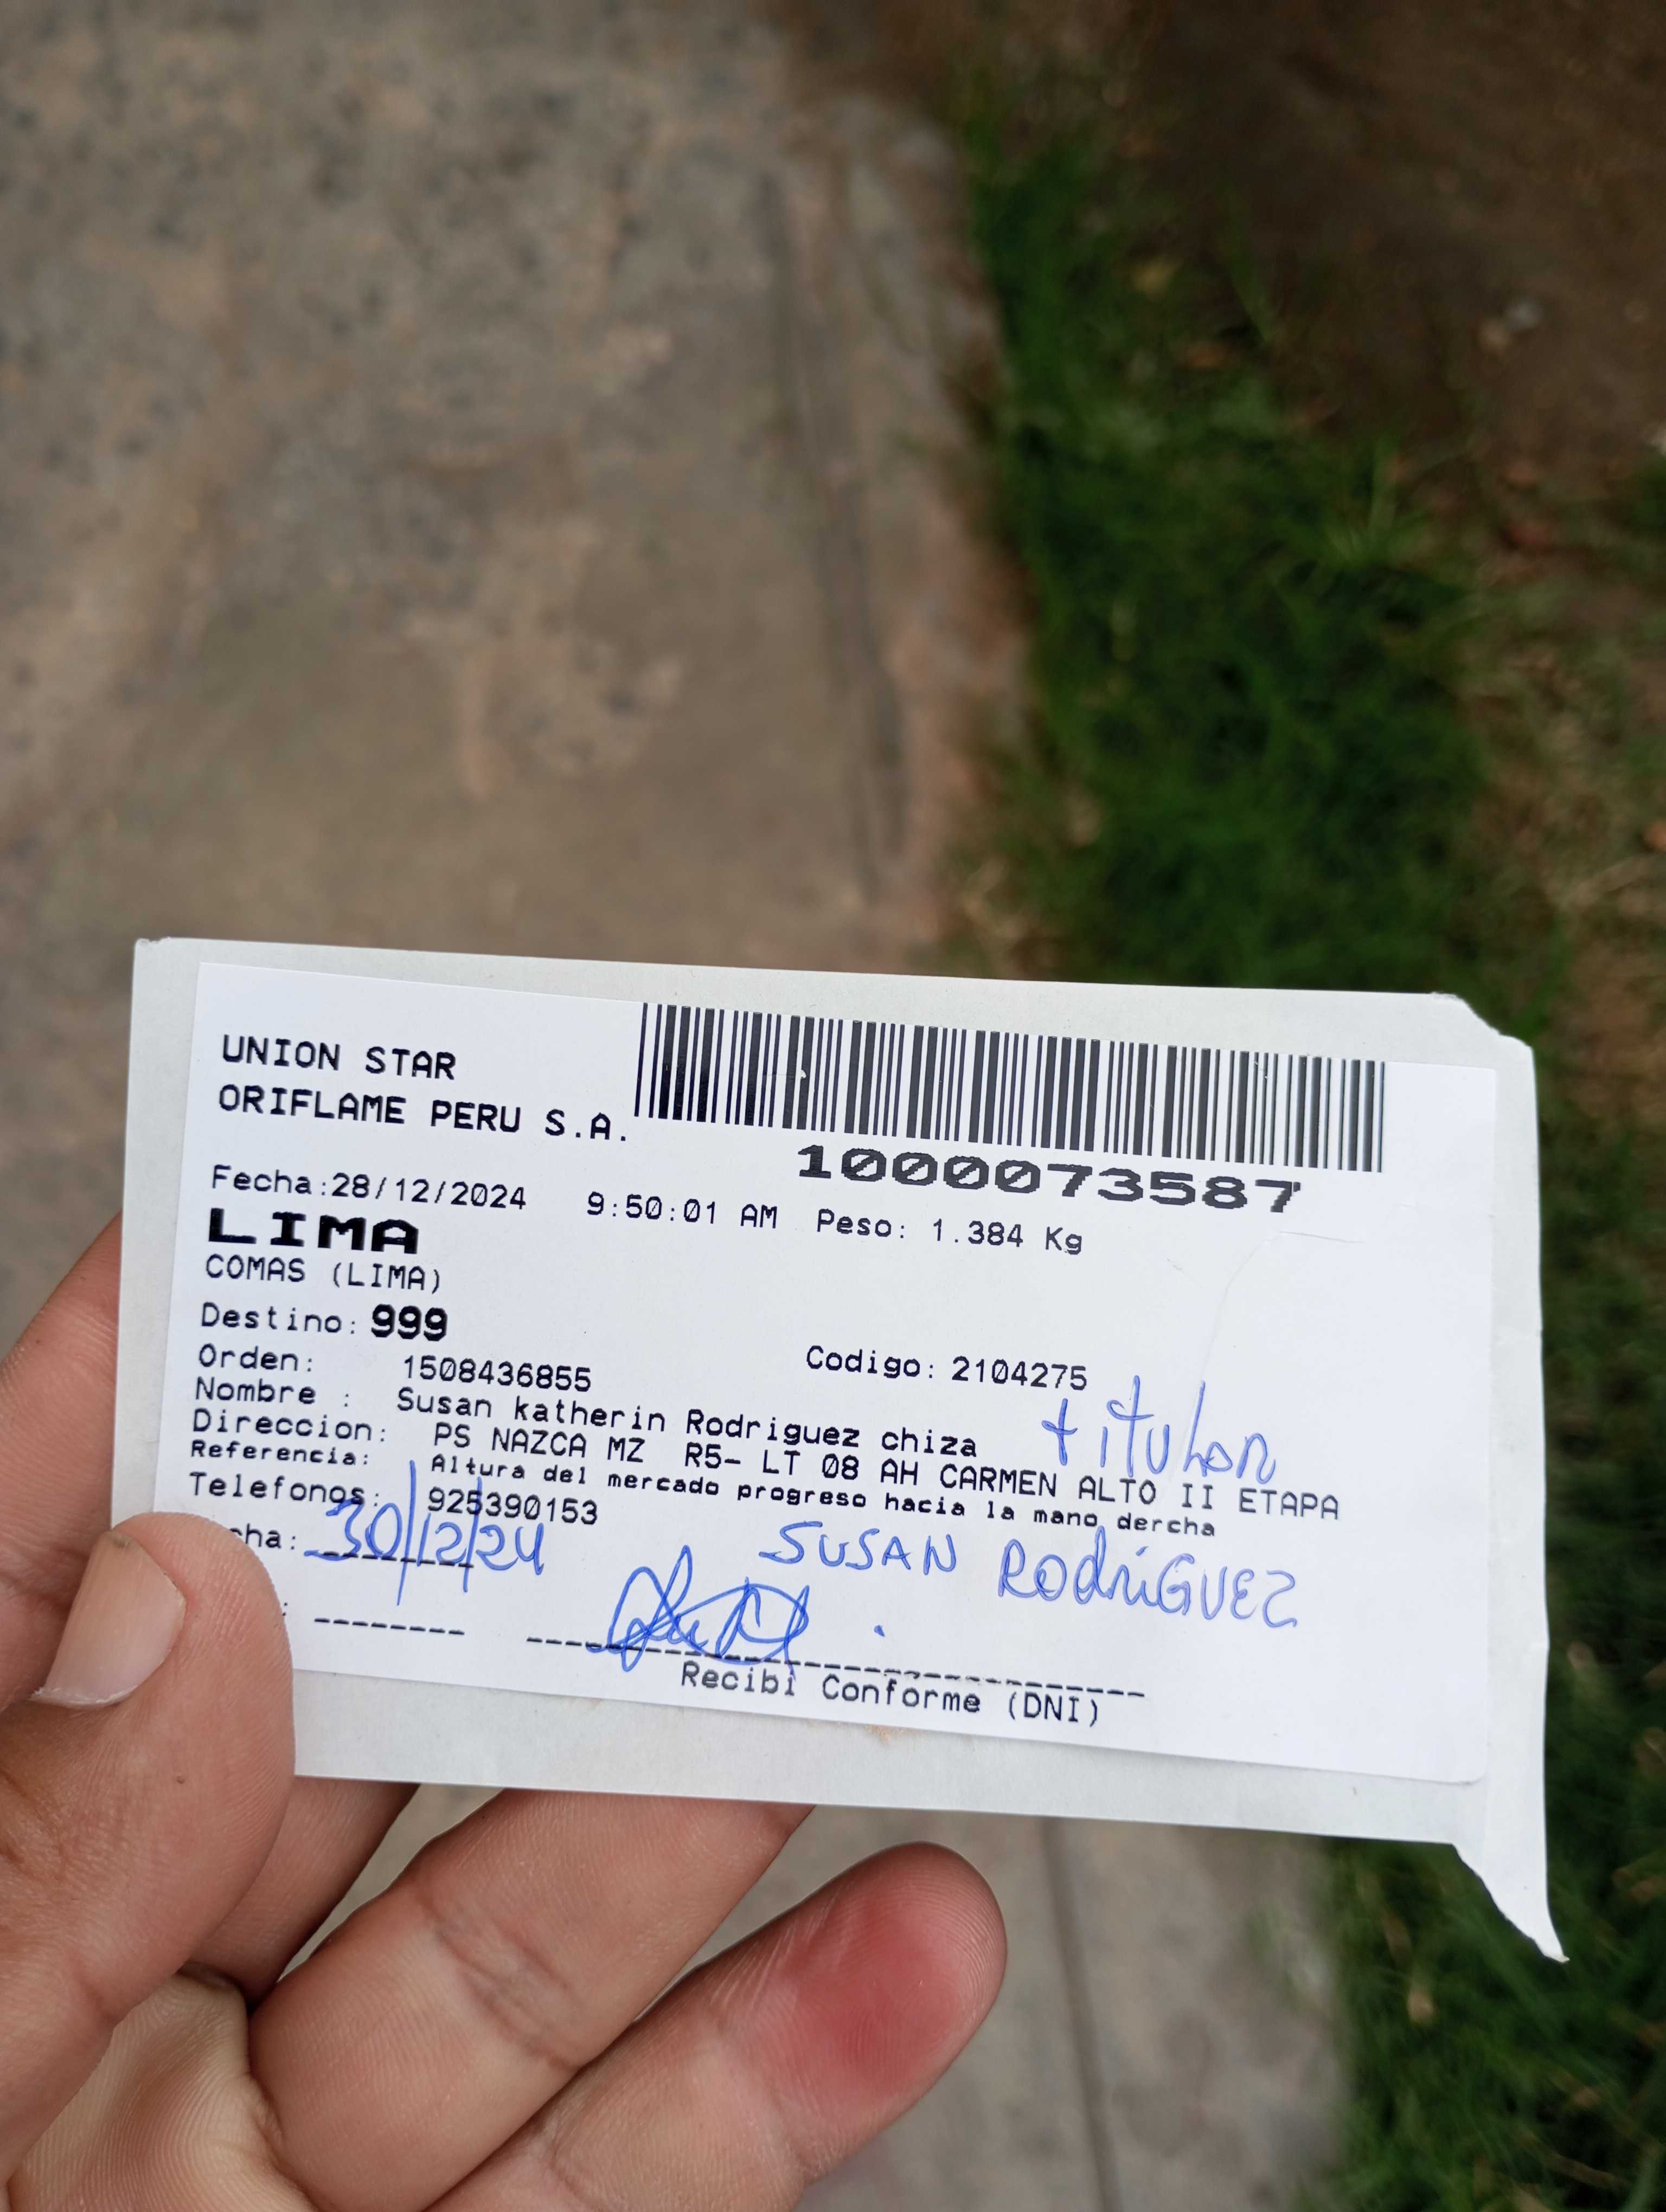 UNION STAR
ORIFLAME PERU S.A.
1000073587
Fecha:28/12/2024 9:50:01 AM Peso: 1.384 Kg
LIMA
COMAS (LIMA)
Destino: 999
Orden: 1508436855 Codigo: 2104275
Nombre : Susan katherin Rodriguez chiza titular
Direccion: PS NAZCA MZ R5- LT 08 AH CARMEN ALTO II ETAPA
Referencia: Altura del mercado progreso hacia la mano dercha
Telefonos: 925390153
cha: 30/12/24 SUSAN RodRiGUEZ
Recibi Conforme (DNI)